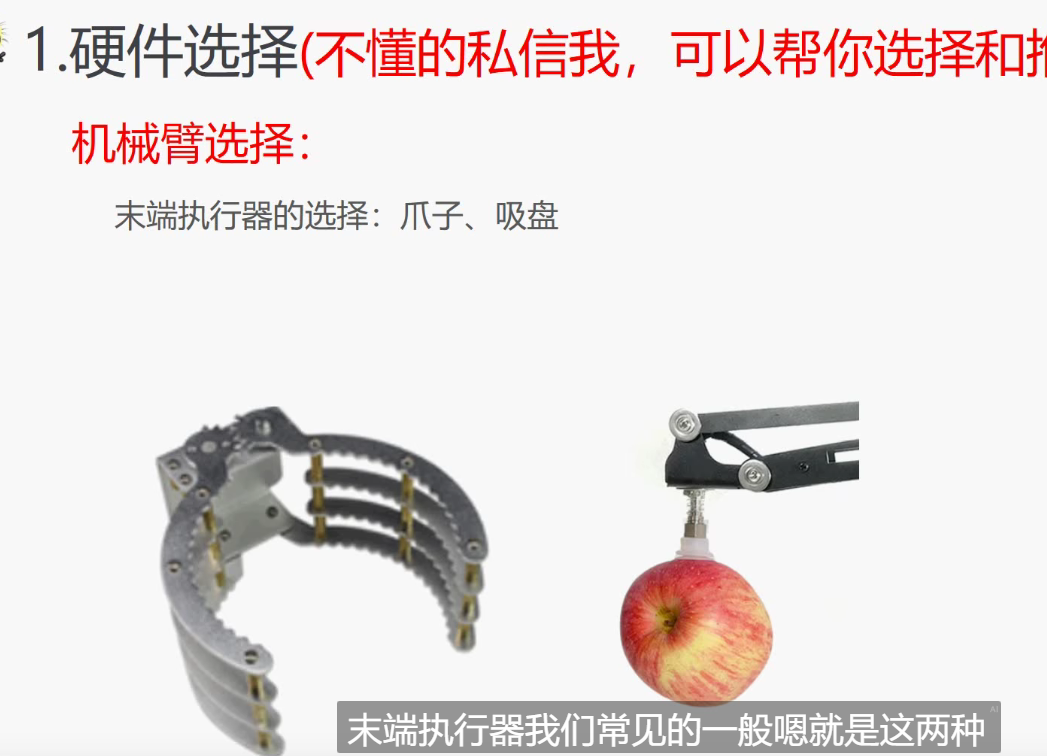 1.硬件选择(不懂的私信我，可以帮你选择和推
机械臂选择：
末端执行器的选择：爪子、吸盘
AI
末端执行器我们常见的一般嗯就是这两种